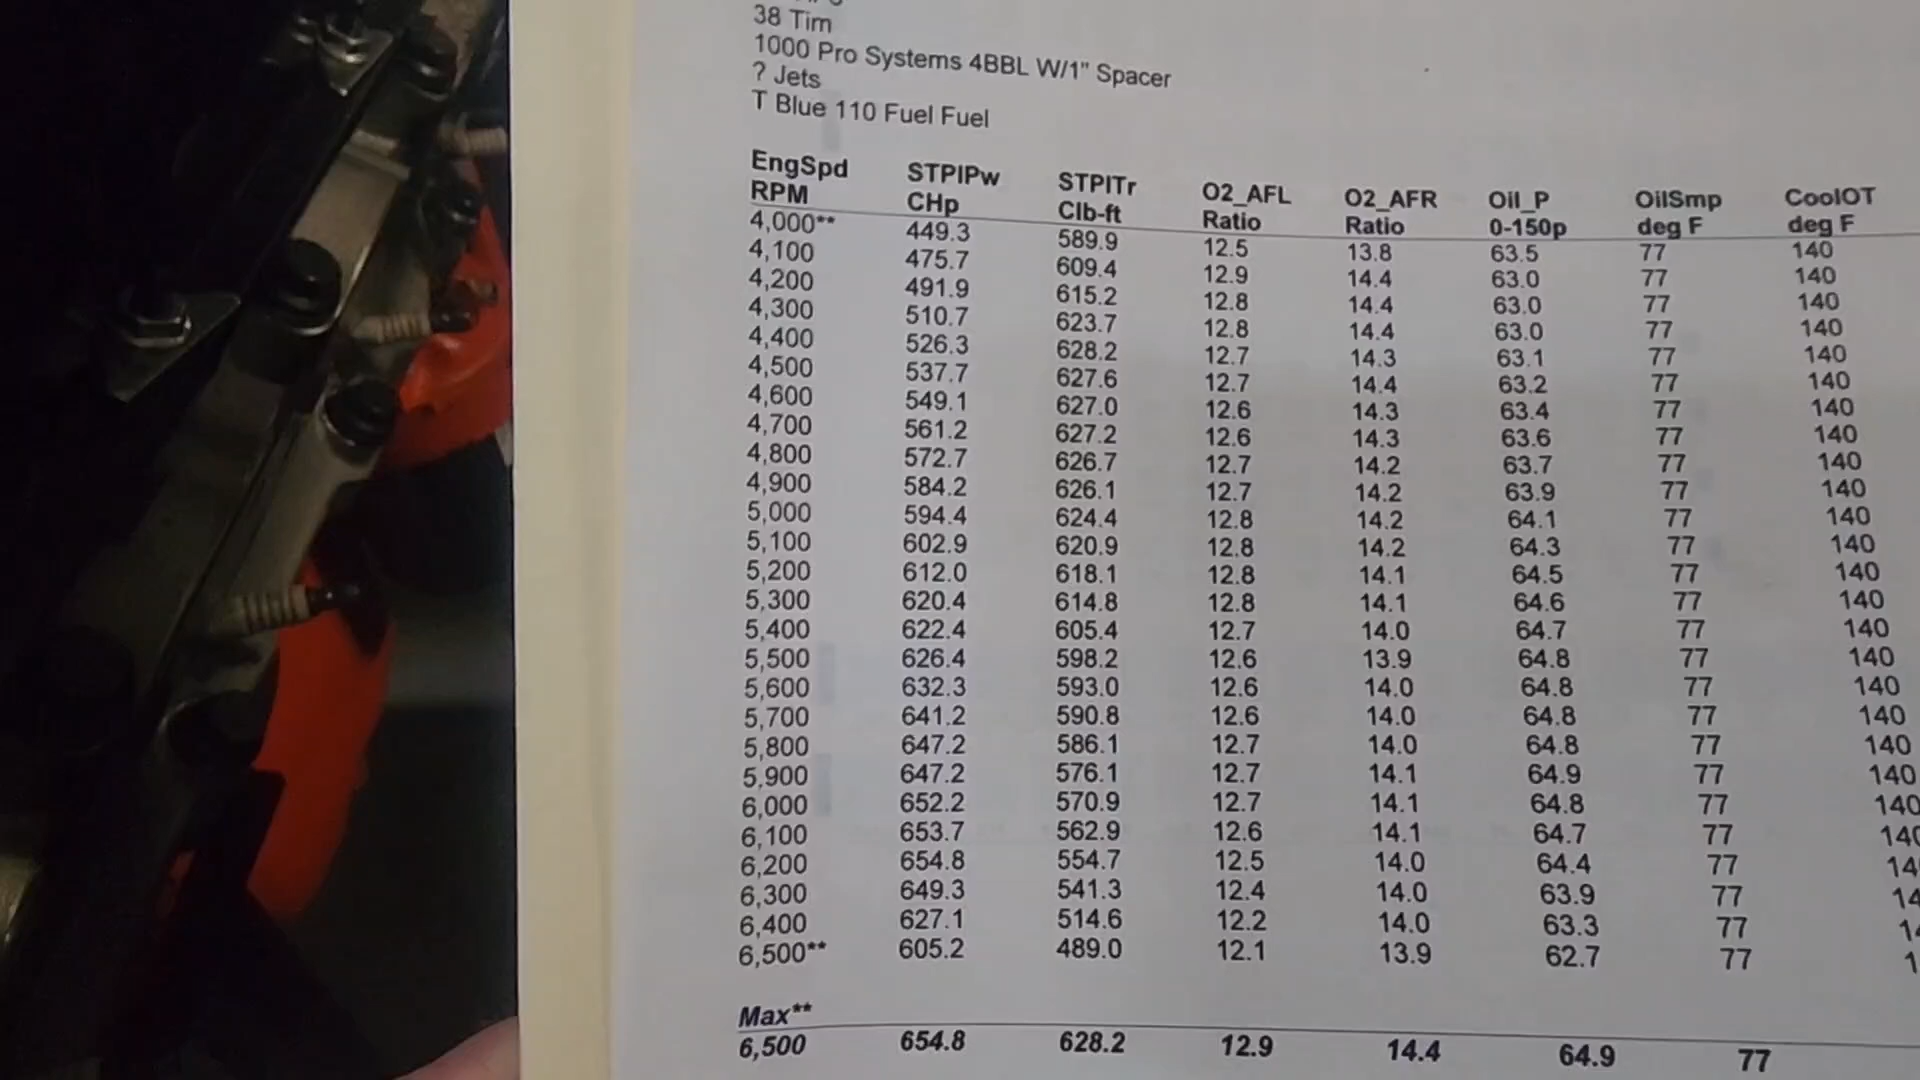 38 Tim
1000 Pro Systems 4BBL W/1" Spacer
? Jets
T Blue 110 Fuel Fuel
EngSpd STPIPw STPITr O2_AFL O2_AFR Oil_P OilSmp CoolOT
RPM CHp Clb-ft Ratio Ratio 0-150p deg F deg F
4,000** 449.3 589.9 12.5 13.8 63.5 77 140
4,100 475.7 609.4 12.9 14.4 63.0 77 140
4,200 491.9 615.2 12.8 14.4 63.0 77 140
4,300 510.7 623.7 12.8 14.4 63.0 77 140
4,400 526.3 628.2 12.7 14.3 63.1 77 140
4,500 537.7 627.6 12.7 14.4 63.2 77 140
4,600 549.1 627.0 12.6 14.3 63.4 77 140
4,700 561.2 627.2 12.6 14.3 63.6 77 140
4,800 572.7 626.7 12.7 14.2 63.7 77 140
4,900 584.2 626.1 12.7 14.2 63.9 77 140
5,000 594.4 624.4 12.8 14.2 64.1 77 140
5,100 602.9 620.9 12.8 14.2 64.3 77 140
5,200 612.0 618.1 12.8 14.1 64.5 77 140
5,300 620.4 614.8 12.8 14.1 64.6 77 140
5,400 622.4 605.4 12.7 14.0 64.7 77 140
5,500 626.4 598.2 12.6 13.9 64.8 77 140
5,600 632.3 593.0 12.6 14.0 64.8 77 140
5,700 641.2 590.8 12.6 14.0 64.8 77 140
5,800 647.2 586.1 12.7 14.0 64.8 77 140
5,900 647.2 576.1 12.7 14.1 64.9 77 140
6,000 652.2 570.9 12.7 14.1 64.8 77 140
6,100 653.7 562.9 12.6 14.1 64.7 77 140
6,200 654.8 554.7 12.5 14.0 64.4 77 14
6,300 649.3 541.3 12.4 14.0 63.9 77 14
6,400 627.1 514.6 12.2 14.0 63.3 77 1
6,500** 605.2 489.0 12.1 13.9 62.7 77 1
Max**
6,500 654.8 628.2 12.9 14.4 64.9 77